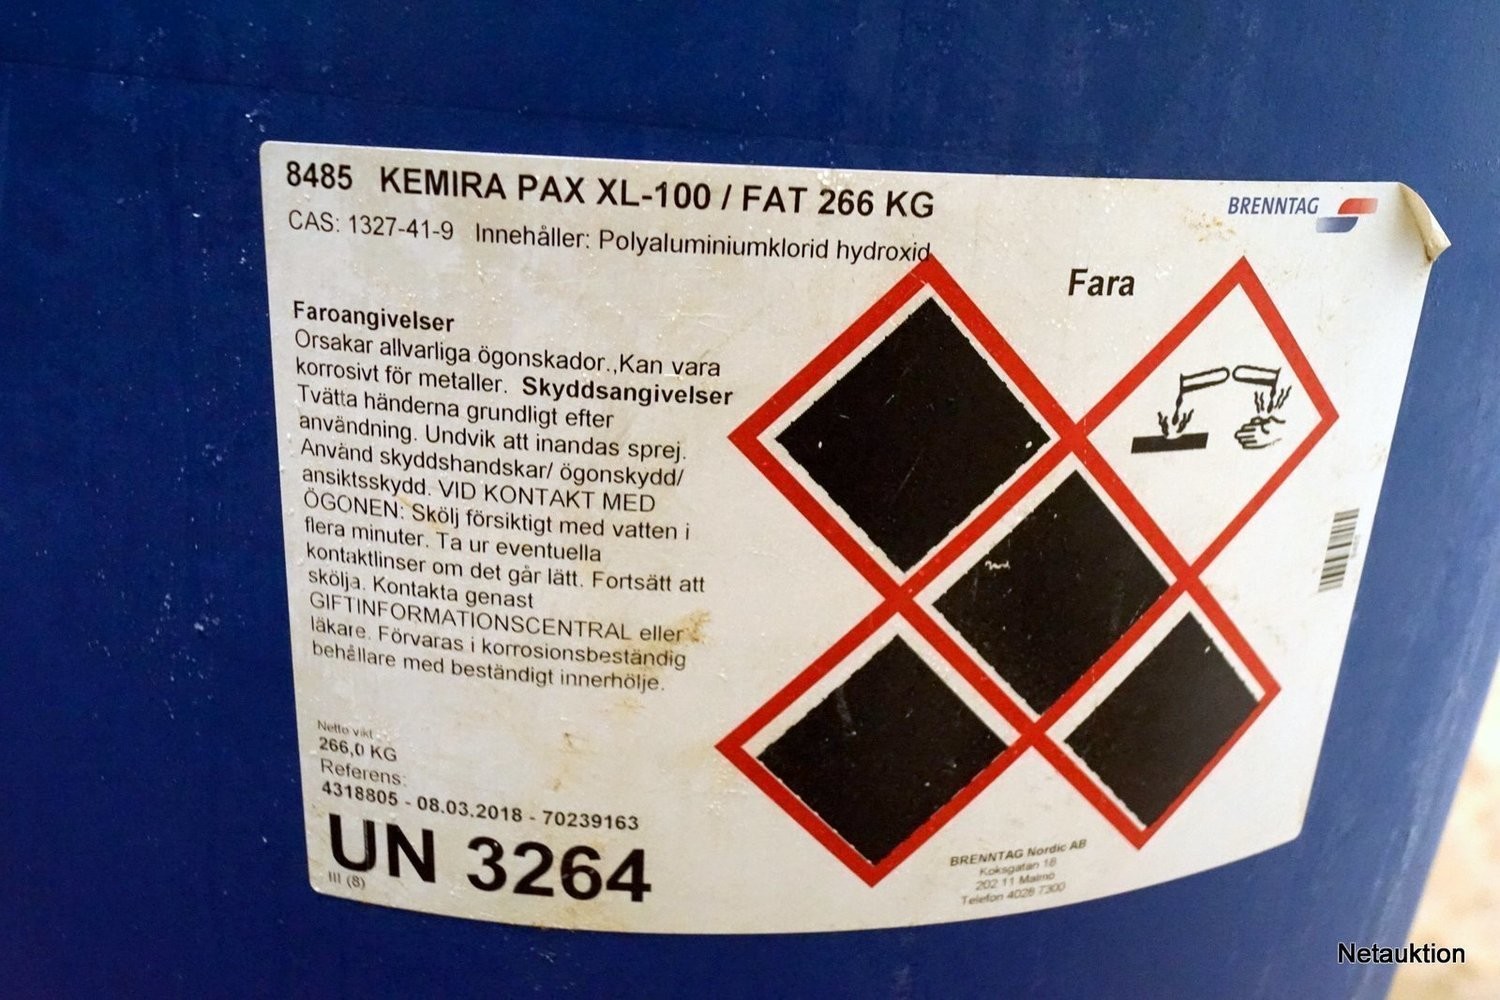 8485 KEMIRA PAX XL-100 / FAT 266 KG
CAS: 1327-41-9 Innehåller: Polyaluminiumklorid hydroxid
BRENNTAG
Fara
Faroangivelser
Orsakar allvarliga ögonskador.,Kan vara
korrosivt för metaller. Skyddsangivelser
Tvätta händerna grundligt efter
användning. Undvik att inandas sprej.
Använd skyddshandskar/ ögonskydd/
ansiktsskydd. VID KONTAKT MED
ÖGONEN: Skölj försiktigt med vatten i
flera minuter. Ta ur eventuella
kontaktlinser om det går lätt. Fortsätt att
skölja. Kontakta genast
GIFTINFORMATIONSCENTRAL eller
läkare. Förvaras i korrosionsbeständig
behållare med beständigt innerhölje.
Netto vikt
266,0 KG
Referens:
4318805 - 08.03.2018 - 70239163
UN 3264
III (8)
BRENNTAG Nordic AB
Koksgatan 18
202 11 Malmö
Telefon 4028 7300
Netauktion